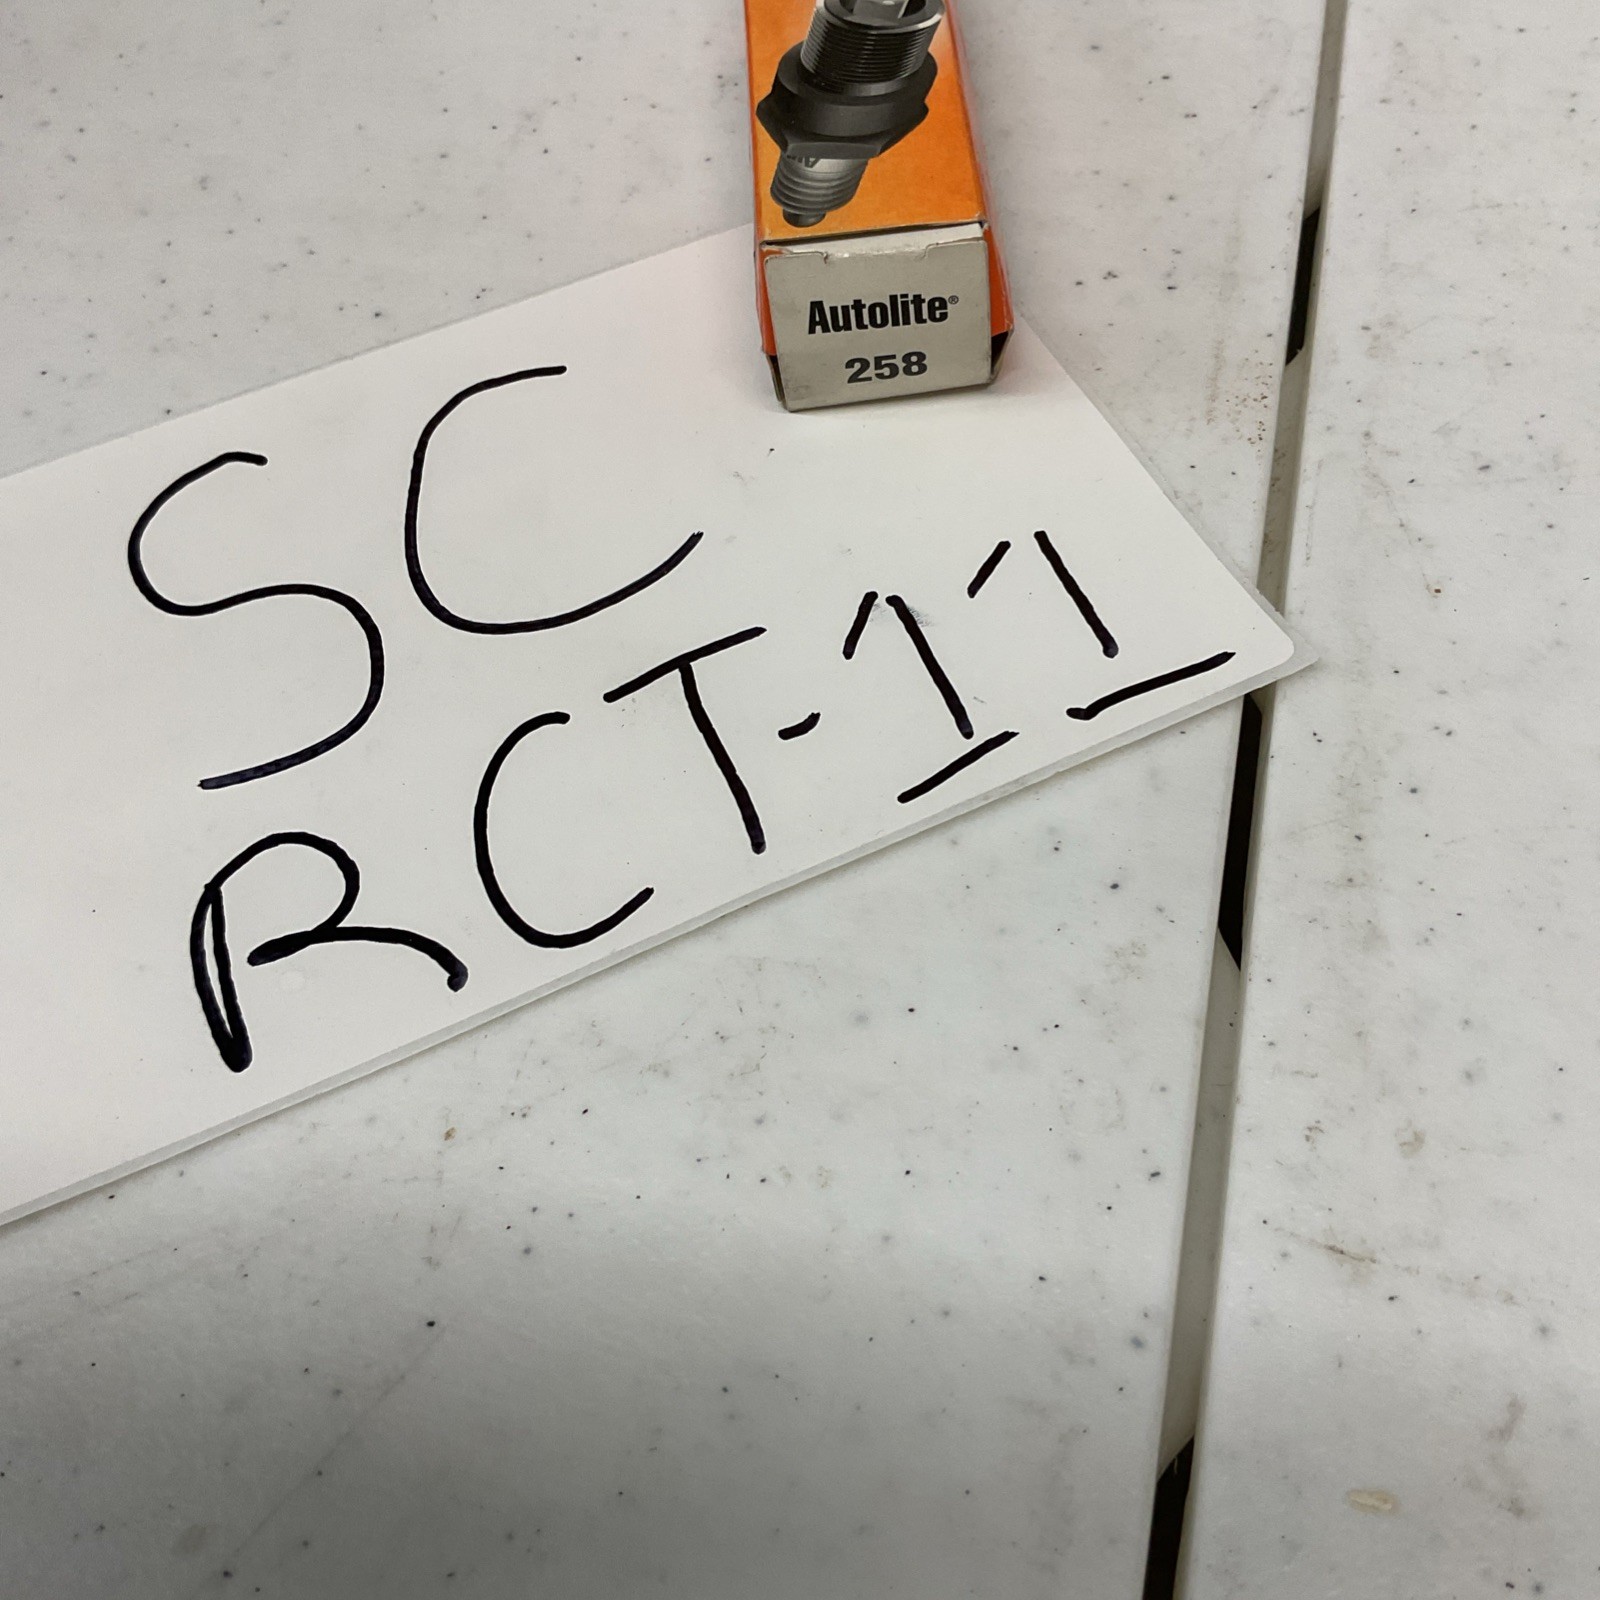 Autolite®
258
SC
RCT-11